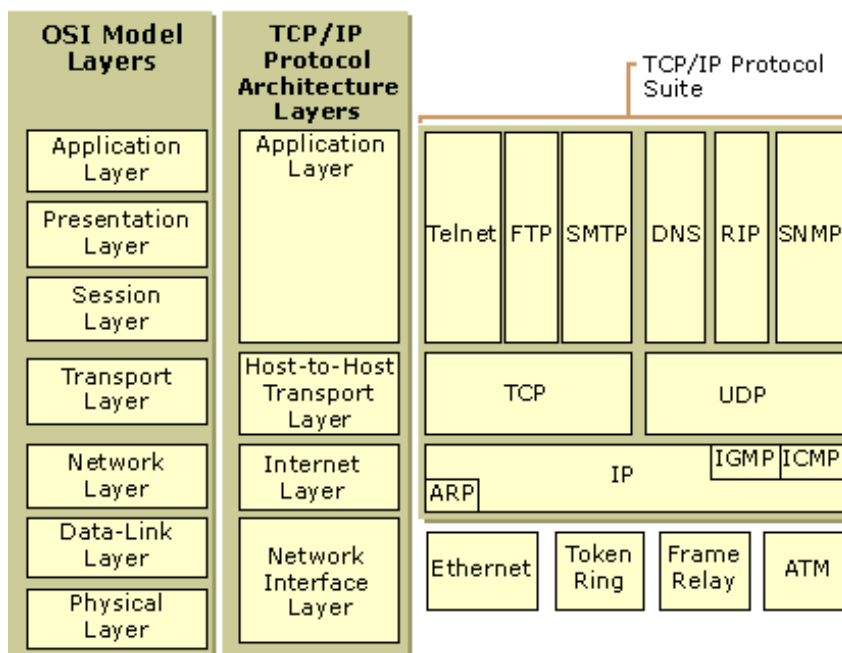 OSI Model
Layers
TCP/IP
Protocol
Architecture
Layers
TCP/IP Protocol
Suite
Application
Layer
Presentation
Layer
Session
Layer
Transport
Layer
Network
Layer
Data-Link
Layer
Physical
Layer
Application
Layer
Host-to-Host
Transport
Layer
Internet
Layer
Network
Interface
Layer
Telnet
FTP
SMTP
DNS
RIP
SNMP
TCP
UDP
IP
IGMP
ICMP
ARP
Ethernet
Token
Ring
Frame
Relay
ATM